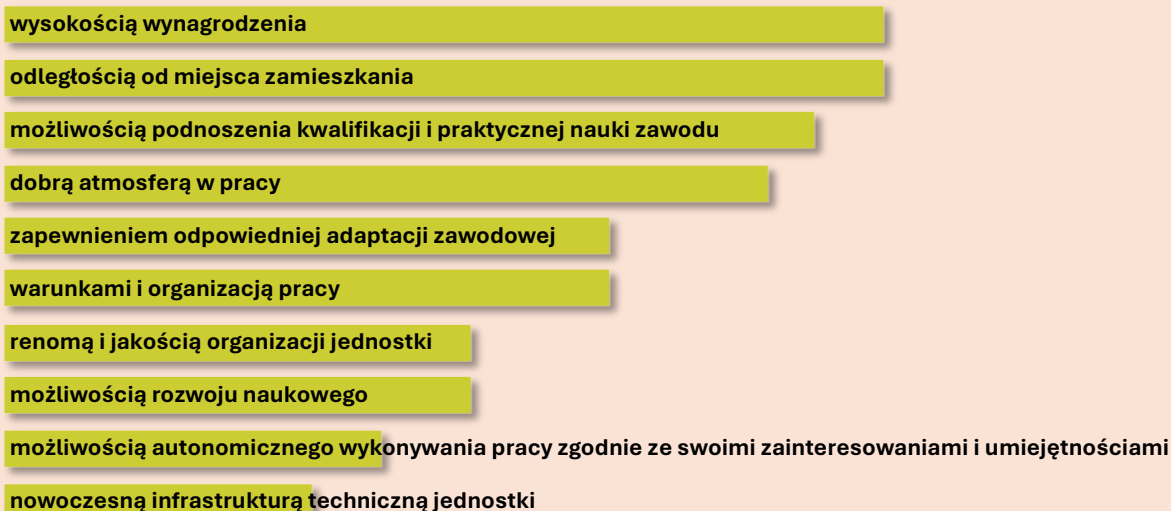 wysokością wynagrodzenia
odległością od miejsca zamieszkania
możliwością podnoszenia kwalifikacji i praktycznej nauki zawodu
dobrą atmosferą w pracy
zapewnieniem odpowiedniej adaptacji zawodowej
warunkami i organizacją pracy
renomą i jakością organizacji jednostki
możliwością rozwoju naukowego
możliwością autonomicznego wykonywania pracy zgodnie ze swoimi zainteresowaniami i umiejętnościami
nowoczesną infrastrukturą techniczną jednostki